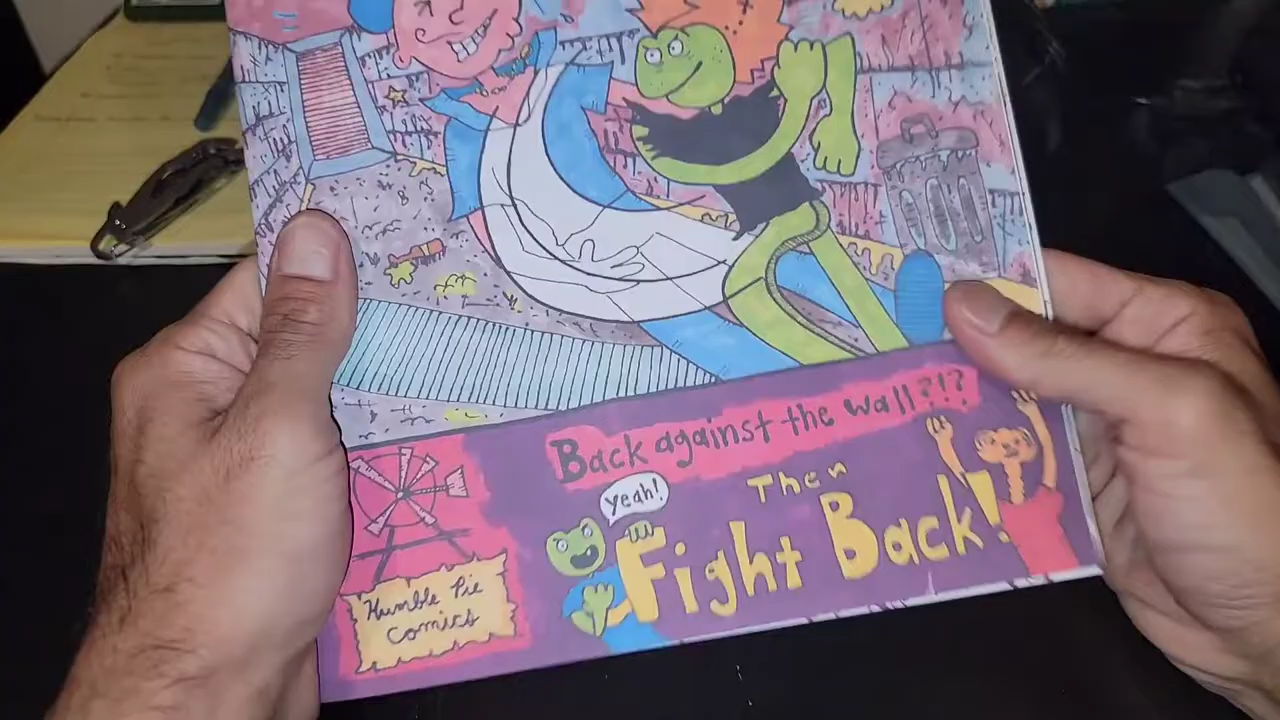 Back against the wall?!?
yeah!
Then
Fight Back!
Humble Pie
Comics